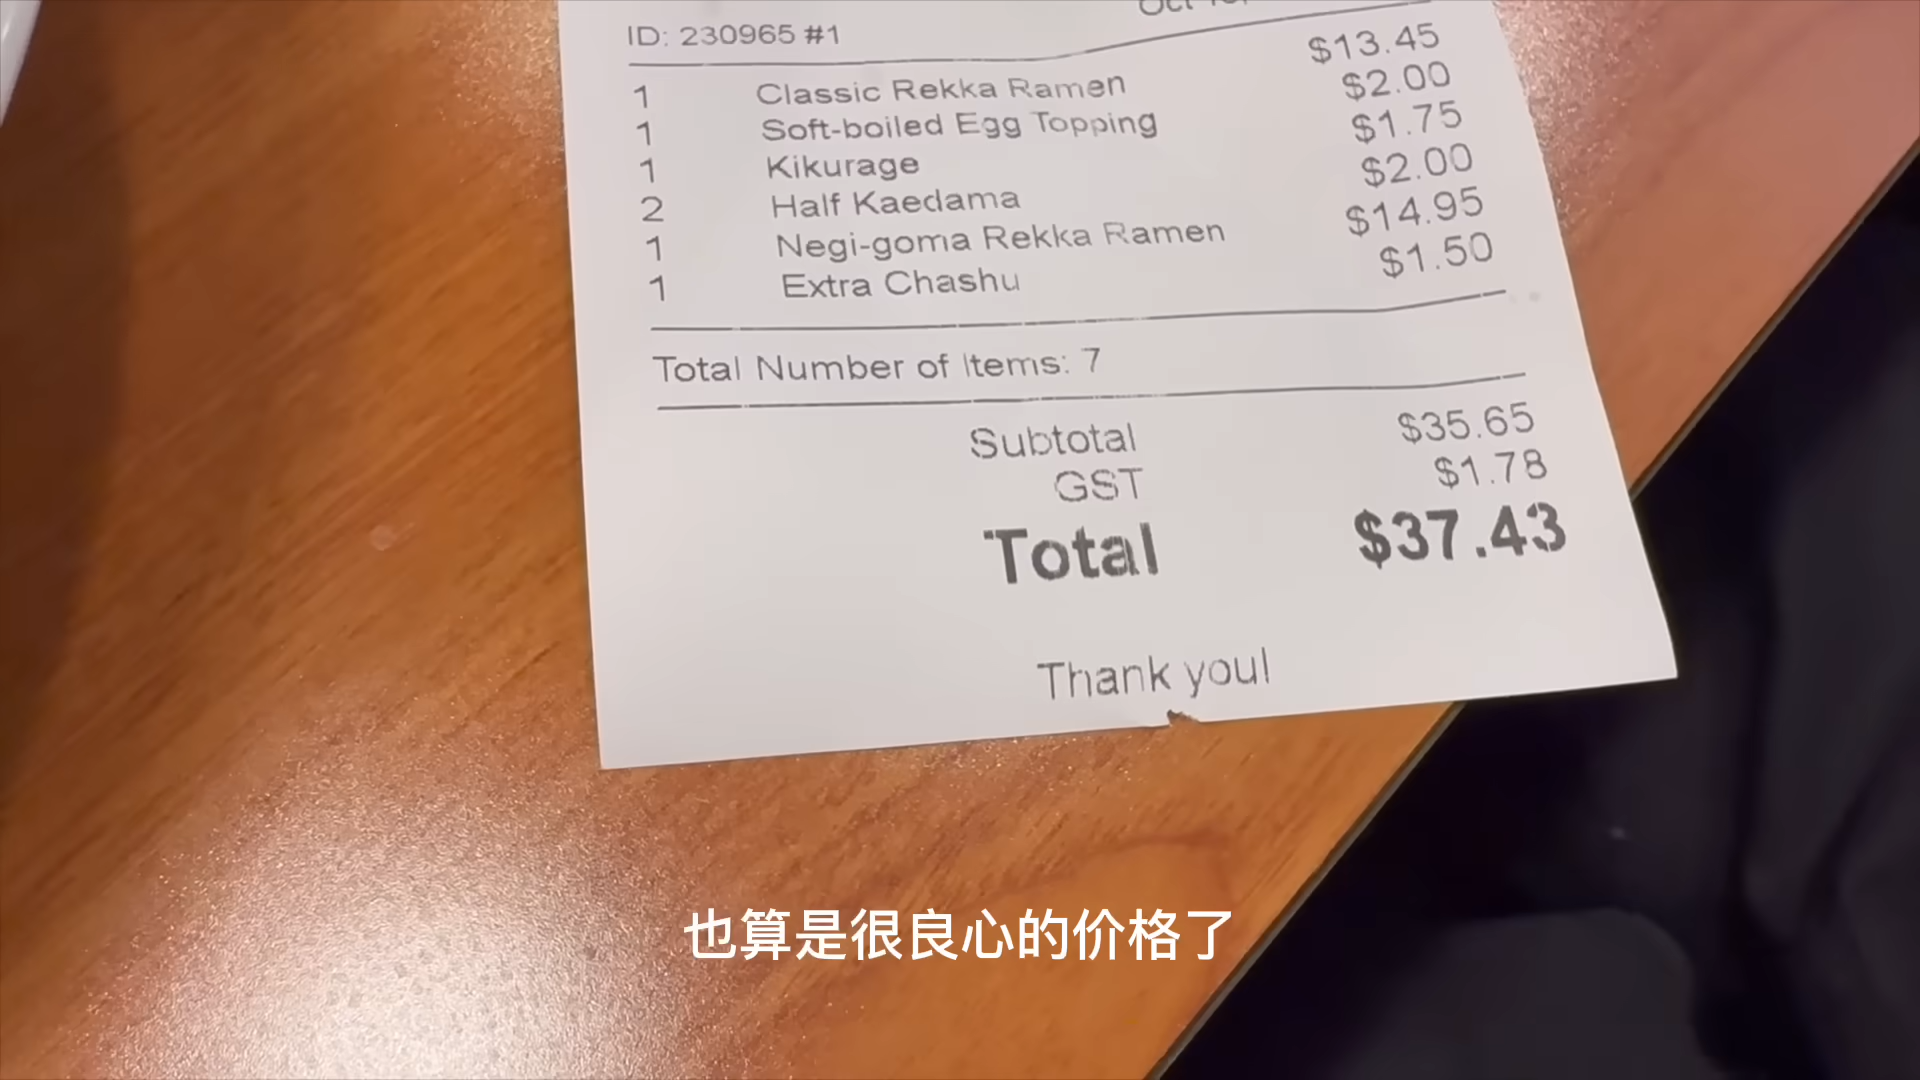 ID: 230965 #1
1 Classic Rekka Ramen $13.45
1 Soft-boiled Egg Topping $2.00
1 Kikurage $1.75
2 Half Kaedama $2.00
1 Negi-goma Rekka Ramen $14.95
1 Extra Chashu $1.50
Total Number of Items: 7
Subtotal $35.65
GST $1.78
Total $37.43
Thank you!
也算是很良心的价格了